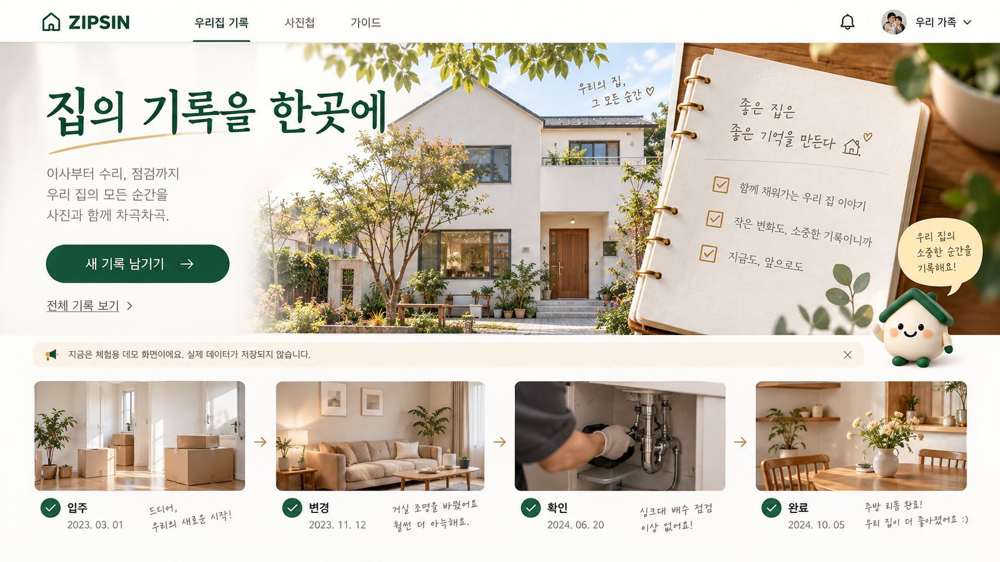 ZIPSIN
우리집 기록
사진첩
가이드
우리 가족
집의 기록을 한곳에
이사부터 수리, 점검까지
우리 집의 모든 순간을
사진과 함께 차곡차곡.
새 기록 남기기
전체 기록 보기
우리의 집,
그 모든 순간
좋은 집은
좋은 기억을 만든다
함께 채워가는 우리 집 이야기
작은 변화도, 소중한 기록이니까
지금도, 앞으로도
우리 집의
소중한 순간을
기록해요!
지금은 체험용 데모 화면이에요. 실제 데이터가 저장되지 않습니다.
입주
2023. 03. 01
드디어,
우리의 새로운 시작!
변경
2023. 11. 12
거실 조명을 바꿨어요
훨씬 더 아늑해요.
확인
2024. 06. 20
싱크대 배수 점검
이상 없어요!
완료
2024. 10. 05
주방 리폼 완료!
우리 집이 더 좋아졌어요 :)